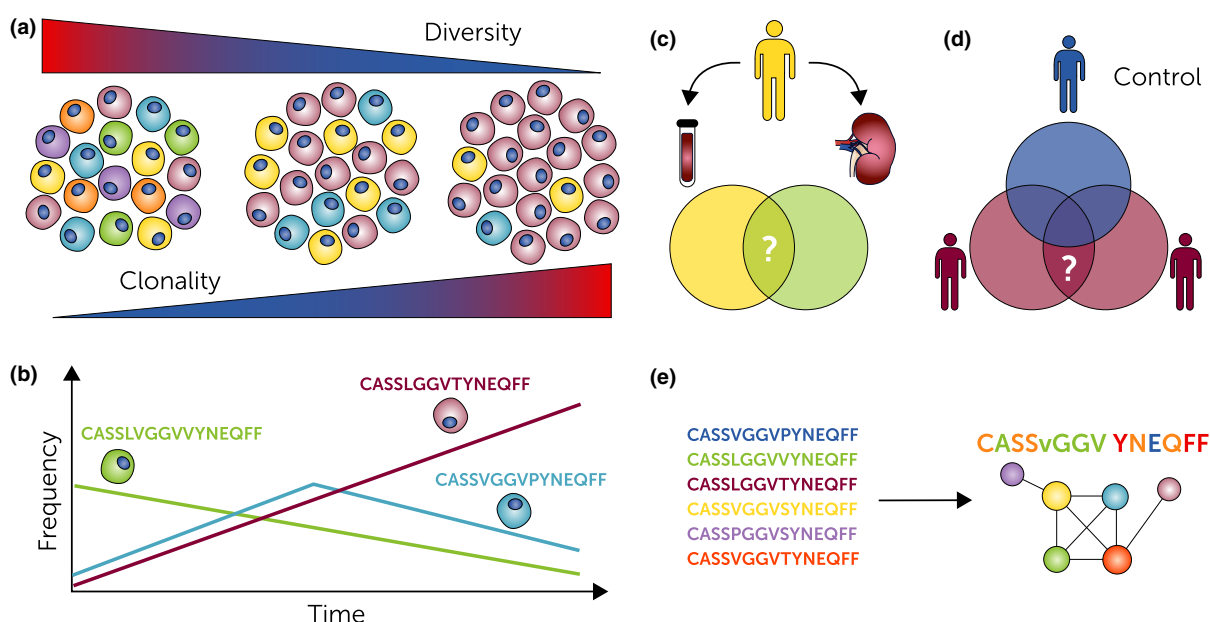 (a)
Diversity
Clonality
(b)
Frequency
Time
CASSLVGGVVYNEQFF
CASSLGGVTYNEQFF
CASSVGGVPYNEQFF
(c)
?
(d)
Control
?
(e)
CASSVGGVPYNEQFF
CASSLGGVVYNEQFF
CASSLGGVTYNEQFF
CASSVGGVSYNEQFF
CASSPGGVSYNEQFF
CASSVGGVTYNEQFF
CASSvGGV YNEQFF